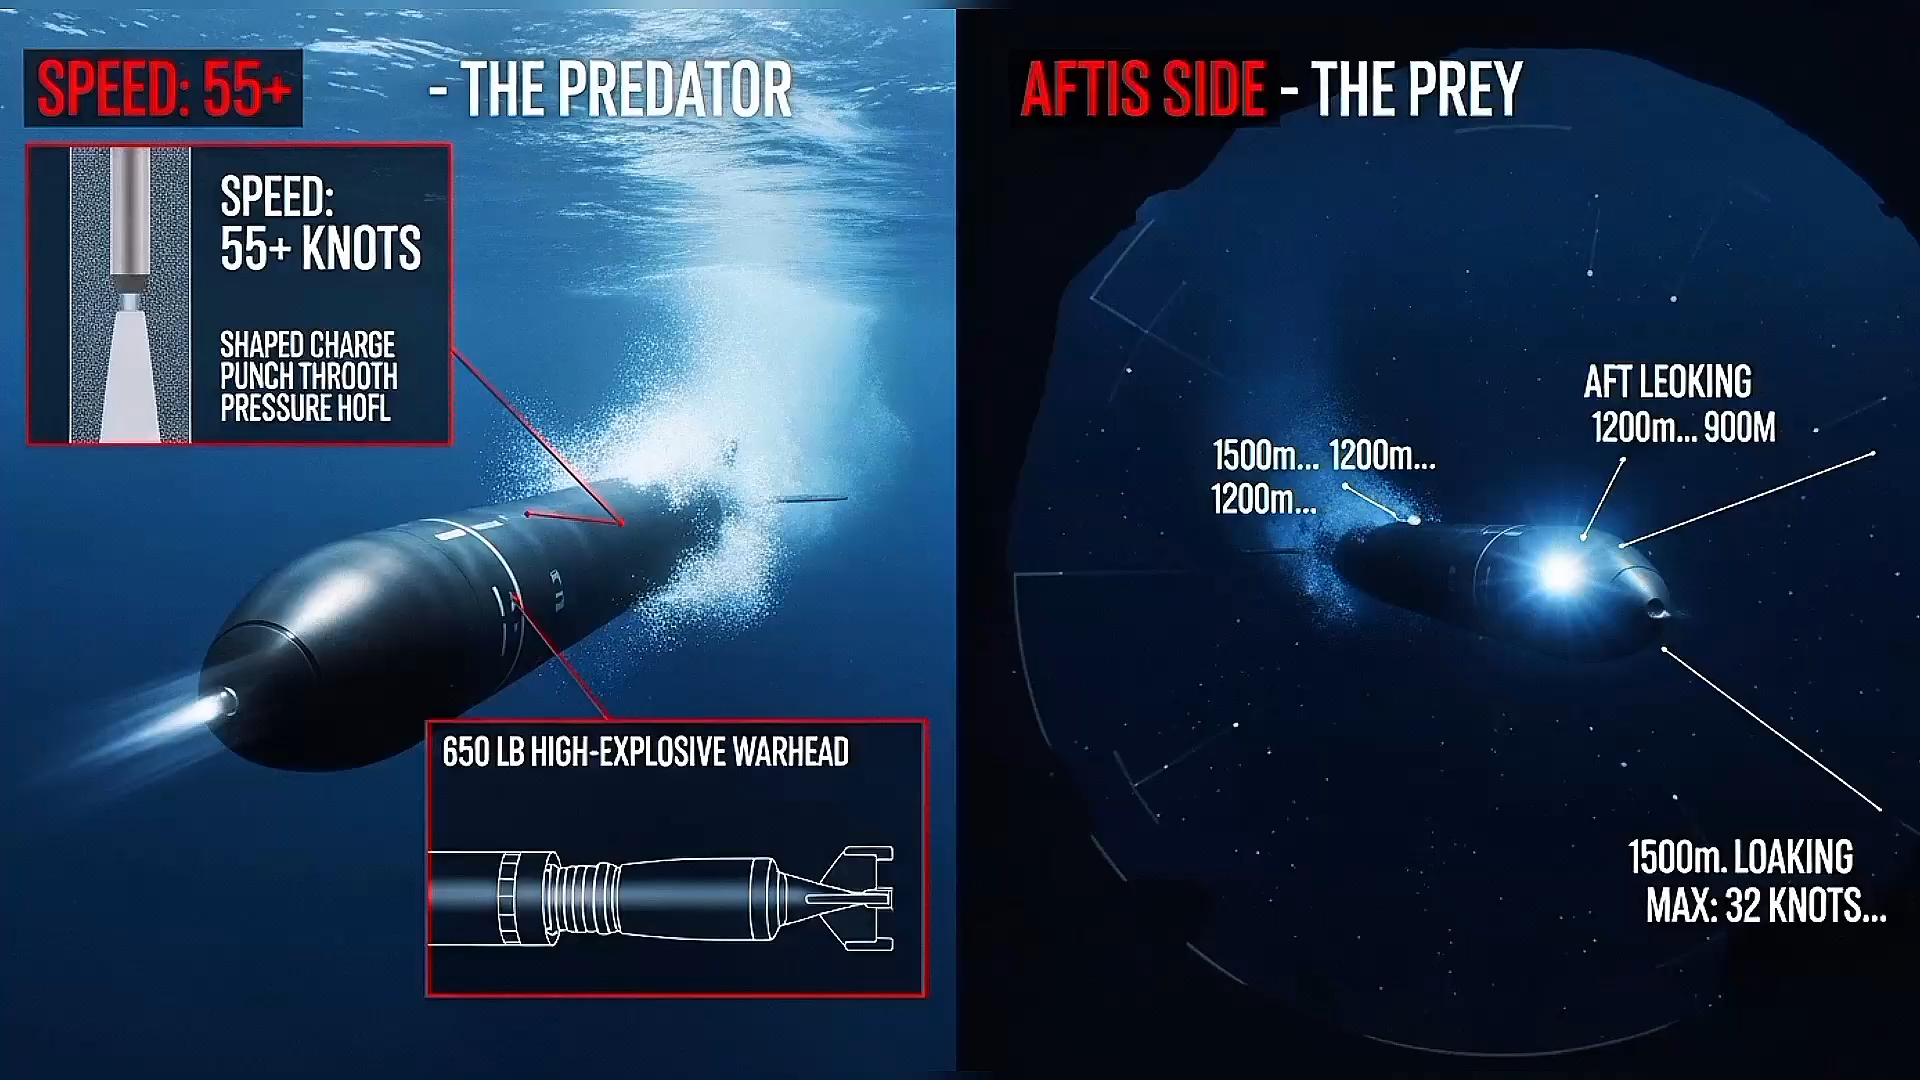 SPEED: 55+ - THE PREDATOR
SPEED:
55+ KNOTS
SHAPED CHARGE
PUNCH THROOTH
PRESSURE HOFL
650 LB HIGH-EXPLOSIVE WARHEAD
AFTIS SIDE - THE PREY
AFT LEOKING
1200m... 900M
1500m... 1200m...
1200m...
1500m. LOAKING
MAX: 32 KNOTS...